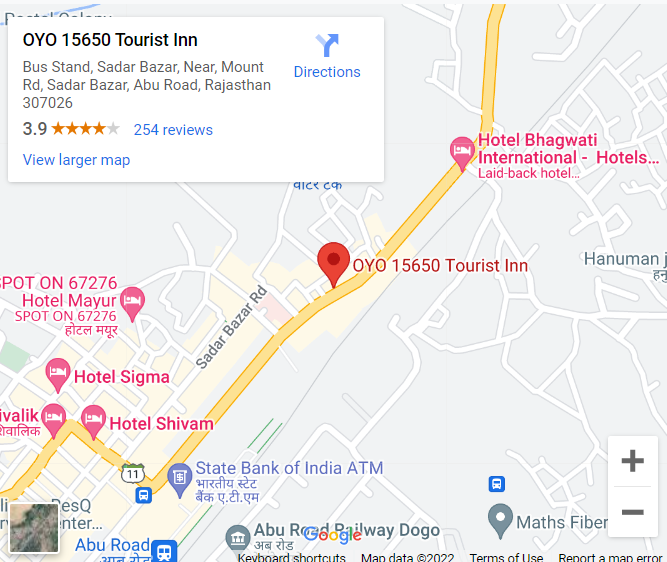 Postal Colony
OYO 15650 Tourist Inn
Bus Stand, Sadar Bazar, Near, Mount
Rd, Sadar Bazar, Abu Road, Rajasthan
307026
3.9
254 reviews
View larger map
Directions
वाटर टैंक
Hotel Bhagwati
International - Hotels...
Laid-back hotel...
OYO 15650 Tourist Inn
Hanuman j
हनु
SPOT ON 67276
Hotel Mayur
SPOT ON 67276
होटल मयूर
Sadar Bazar Rd
Hotel Sigma
ivalik
शिवालिक
Hotel Shivam
11
State Bank of India ATM
भारतीय स्टेट
बैंक ए.टी.एम
ResQ
Center...
Abu Road
आबू रोड
Abu Road Railway Dogo
अब रोड
Maths Fiber
Google
Keyboard shortcuts
Map data ©2022
Terms of Use
Report a map error